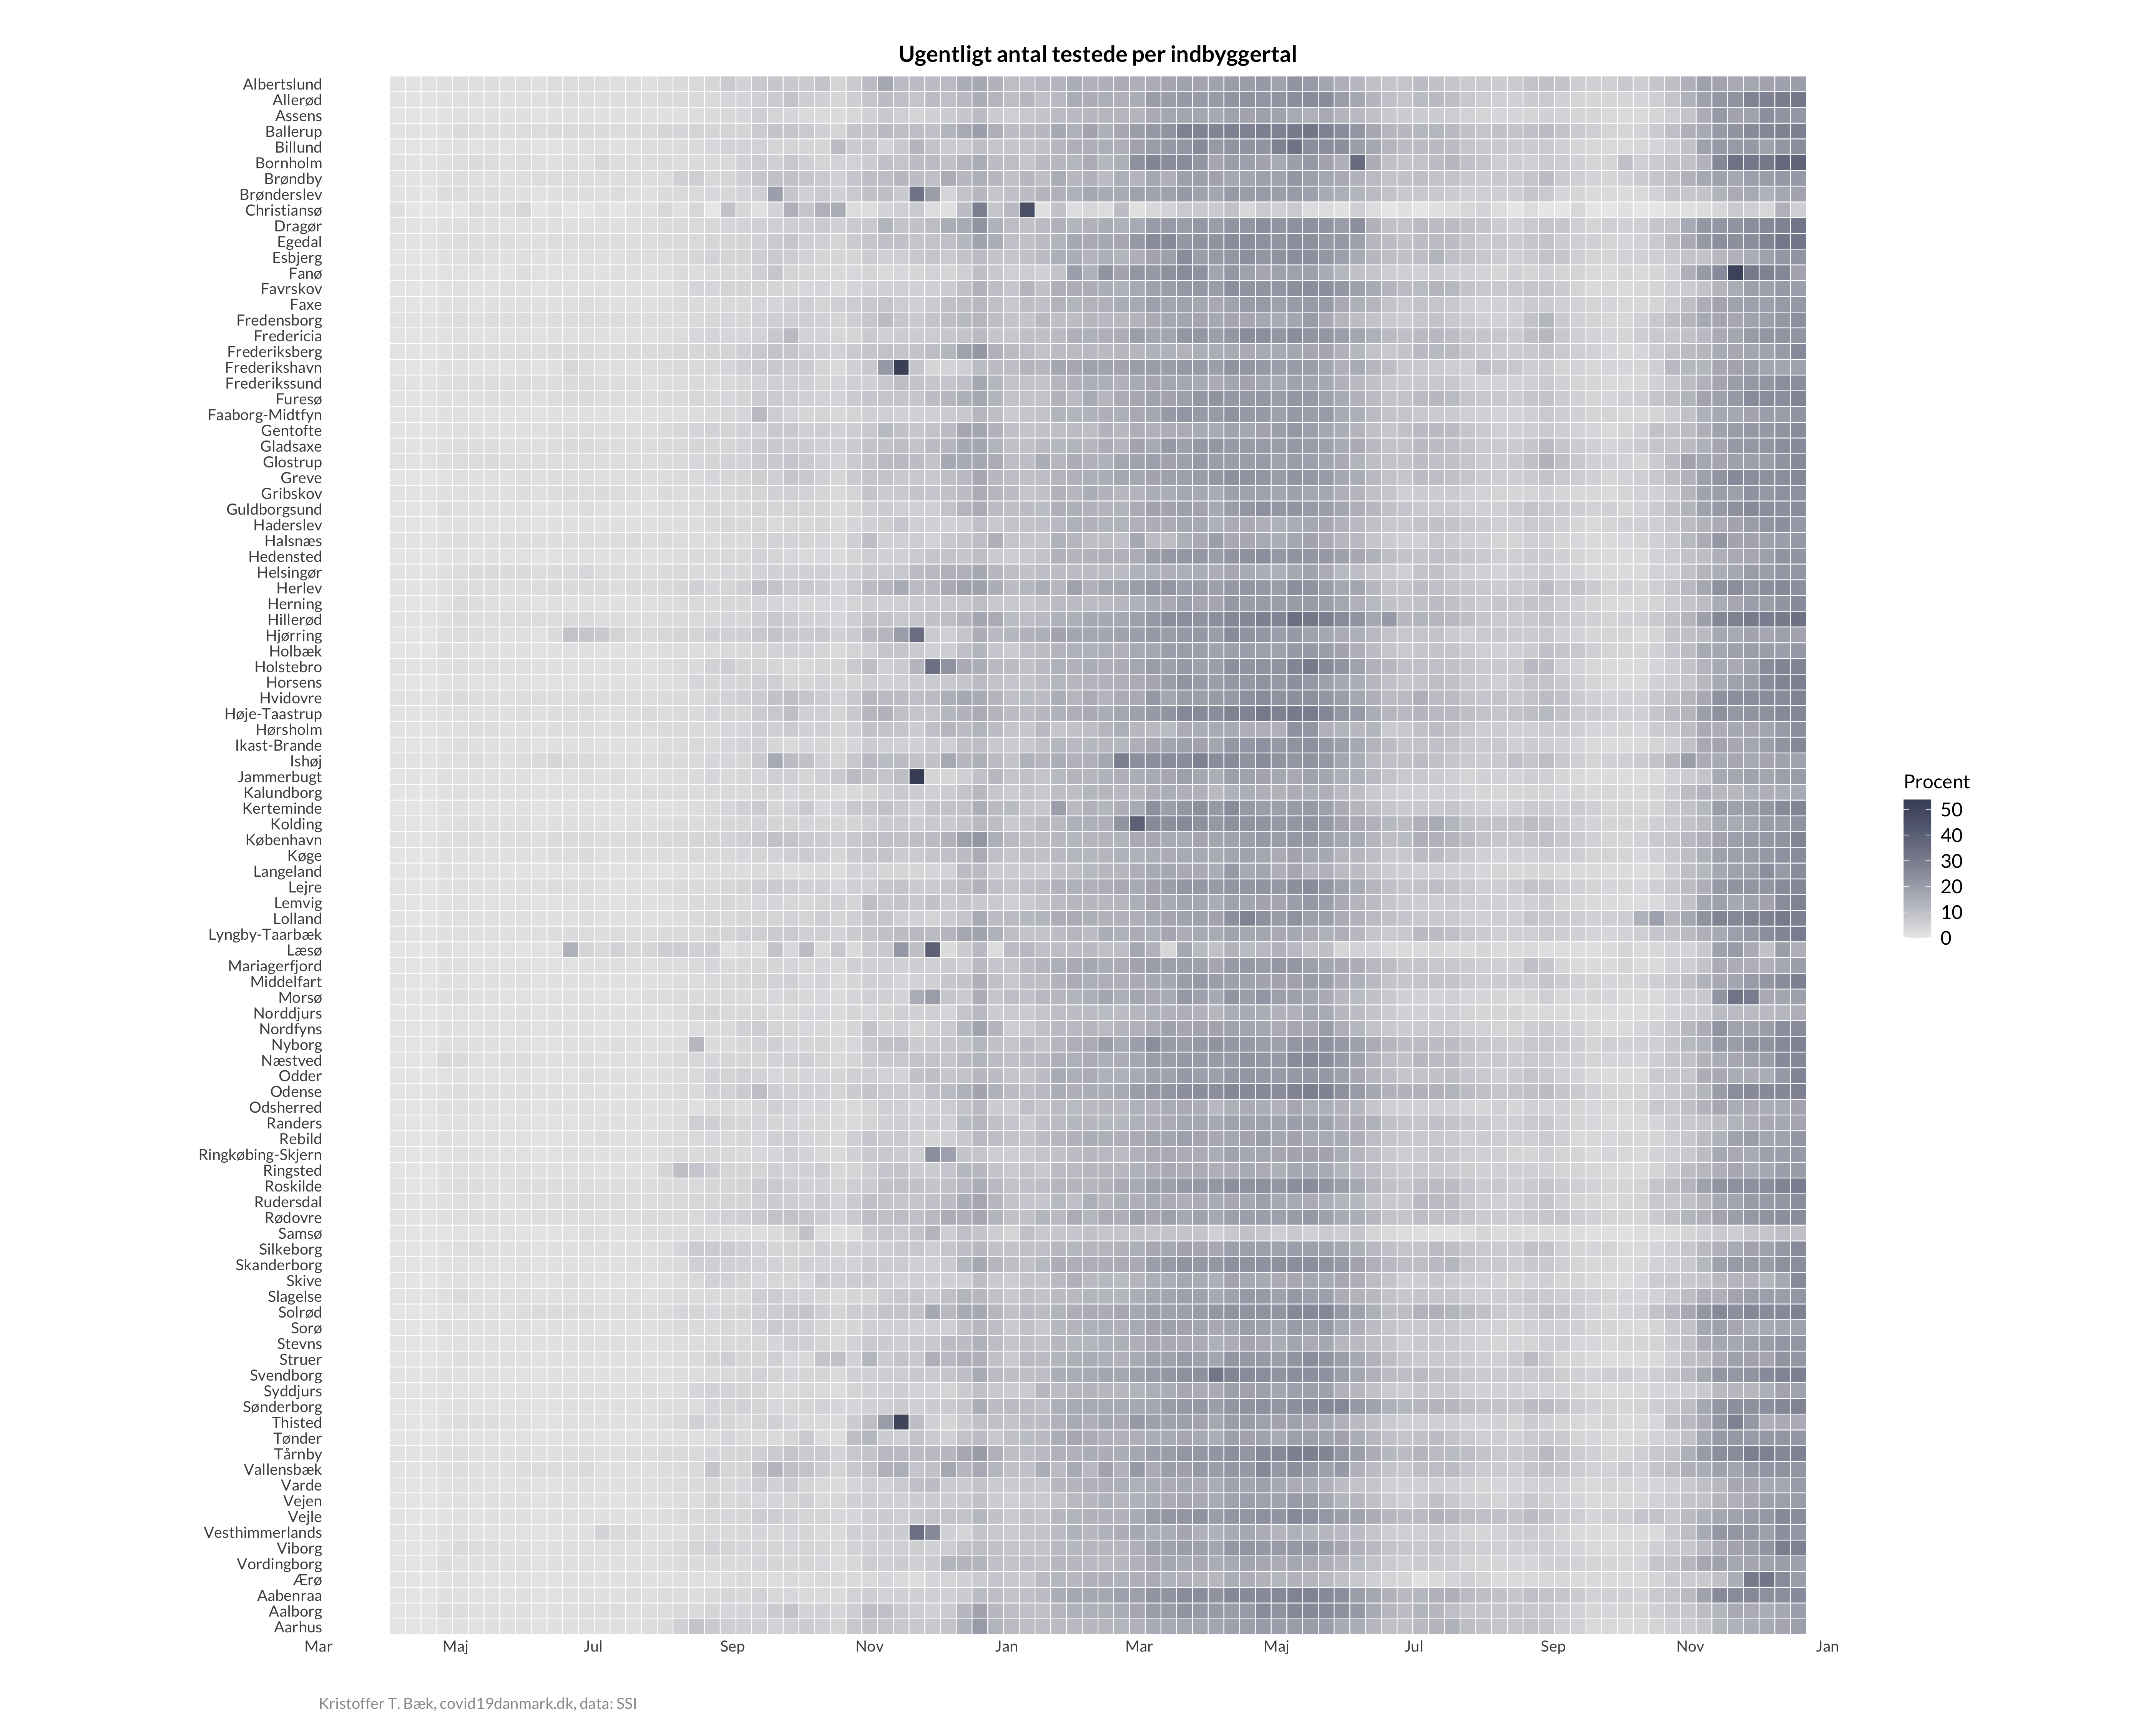 Ugentligt antal testede per indbyggertal
Albertslund
Allerød
Assens
Ballerup
Billund
Bornholm
Brøndby
Brønderslev
Christiansø
Dragør
Egedal
Esbjerg
Fanø
Favrskov
Faxe
Fredensborg
Fredericia
Frederiksberg
Frederikshavn
Frederikssund
Furesø
Faaborg-Midtfyn
Gentofte
Gladsaxe
Glostrup
Greve
Gribskov
Guldborgsund
Haderslev
Halsnæs
Hedensted
Helsingør
Herlev
Herning
Hillerød
Hjørring
Holbæk
Holstebro
Horsens
Hvidovre
Høje-Taastrup
Hørsholm
Ikast-Brande
Ishøj
Jammerbugt
Kalundborg
Kerteminde
Kolding
København
Køge
Langeland
Lejre
Lemvig
Lolland
Lyngby-Taarbæk
Læsø
Mariagerfjord
Middelfart
Morsø
Norddjurs
Nordfyns
Nyborg
Næstved
Odder
Odense
Odsherred
Randers
Rebild
Ringkøbing-Skjern
Ringsted
Roskilde
Rudersdal
Rødovre
Samsø
Silkeborg
Skanderborg
Skive
Slagelse
Solrød
Sorø
Stevns
Struer
Svendborg
Syddjurs
Sønderborg
Thisted
Tønder
Tårnby
Vallensbæk
Varde
Vejen
Vejle
Vesthimmerlands
Viborg
Vordingborg
Ærø
Aabenraa
Aalborg
Aarhus
Mar Maj Jul Sep Nov Jan Mar Maj Jul Sep Nov Jan
Procent
50
40
30
20
10
0
Kristoffer T. Bæk, covid19danmark.dk, data: SSI